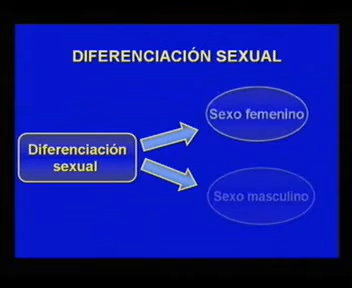 DIFERENCIACIÓN SEXUAL
Sexo femenino
Diferenciación
sexual
Sexo masculino